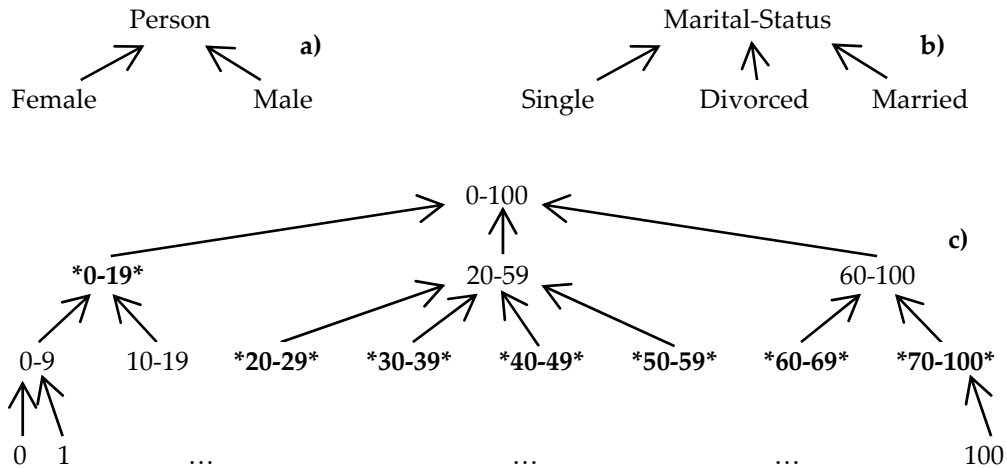 Person Marital-Status
a) b)
Female Male Single Divorced Married
0-100
c)
*0-19* 20-59 60-100
0-9 10-19 *20-29* *30-39* *40-49* *50-59* *60-69* *70-100*
0 1 … … … 100